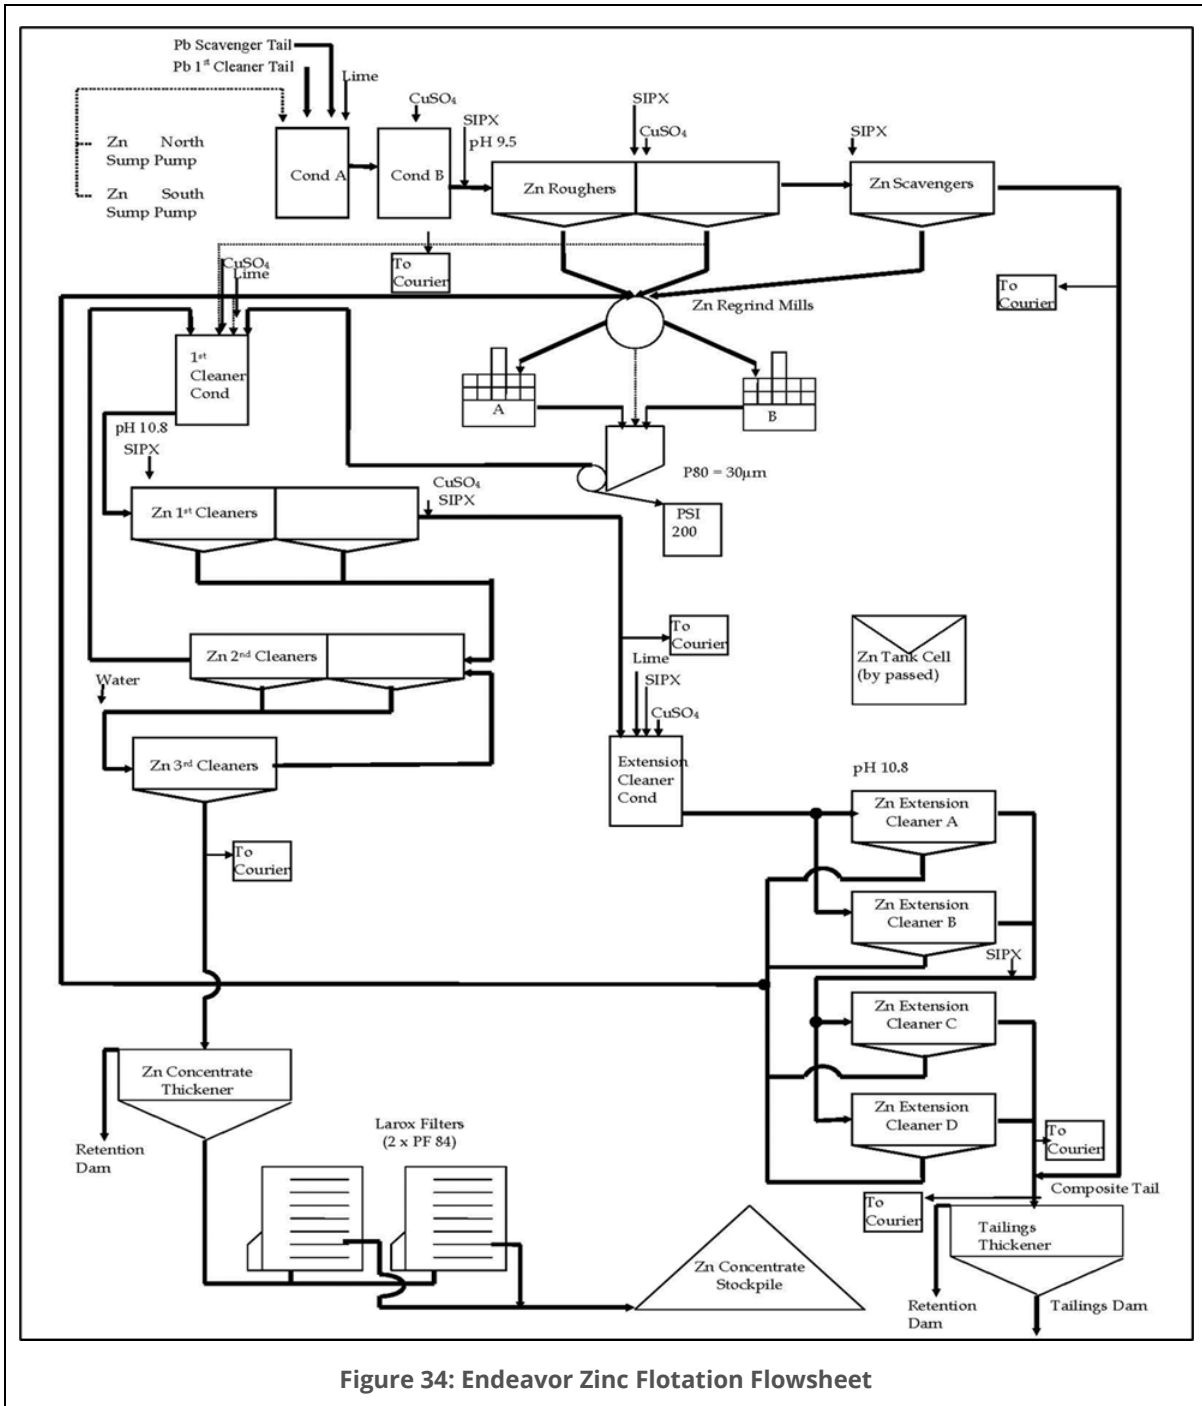 Pb Scavenger Tail
Pb 1st Cleaner Tail
Lime
CuSO₄
SIPX
pH 9.5
SIPX
CuSO₄
SIPX
Zn North
Sump Pump
Zn South
Sump Pump
Cond A
Cond B
Zn Roughers
Zn Scavengers
To
Courier
CuSO₄
Lime
To
Courier
Zn Regrind Mills
1st
Cleaner
Cond
A
B
pH 10.8
SIPX
P80 = 30µm
CuSO₄
SIPX
PSI
200
Zn 1st Cleaners
To
Courier
Zn 2nd Cleaners
Zn Tank Cell
(by passed)
Water
Lime
SIPX
CuSO₄
Zn 3rd Cleaners
Extension
Cleaner
Cond
pH 10.8
Zn Extension
Cleaner A
To
Courier
Zn Extension
Cleaner B
SIPX
Zn Extension
Cleaner C
Zn Concentrate
Thickener
Zn Extension
Cleaner D
To
Courier
Retention
Dam
Larox Filters
(2 x PF 84)
Composite Tail
To
Courier
Tailings
Thickener
Zn Concentrate
Stockpile
Retention
Dam
Tailings Dam
Figure 34: Endeavor Zinc Flotation Flowsheet